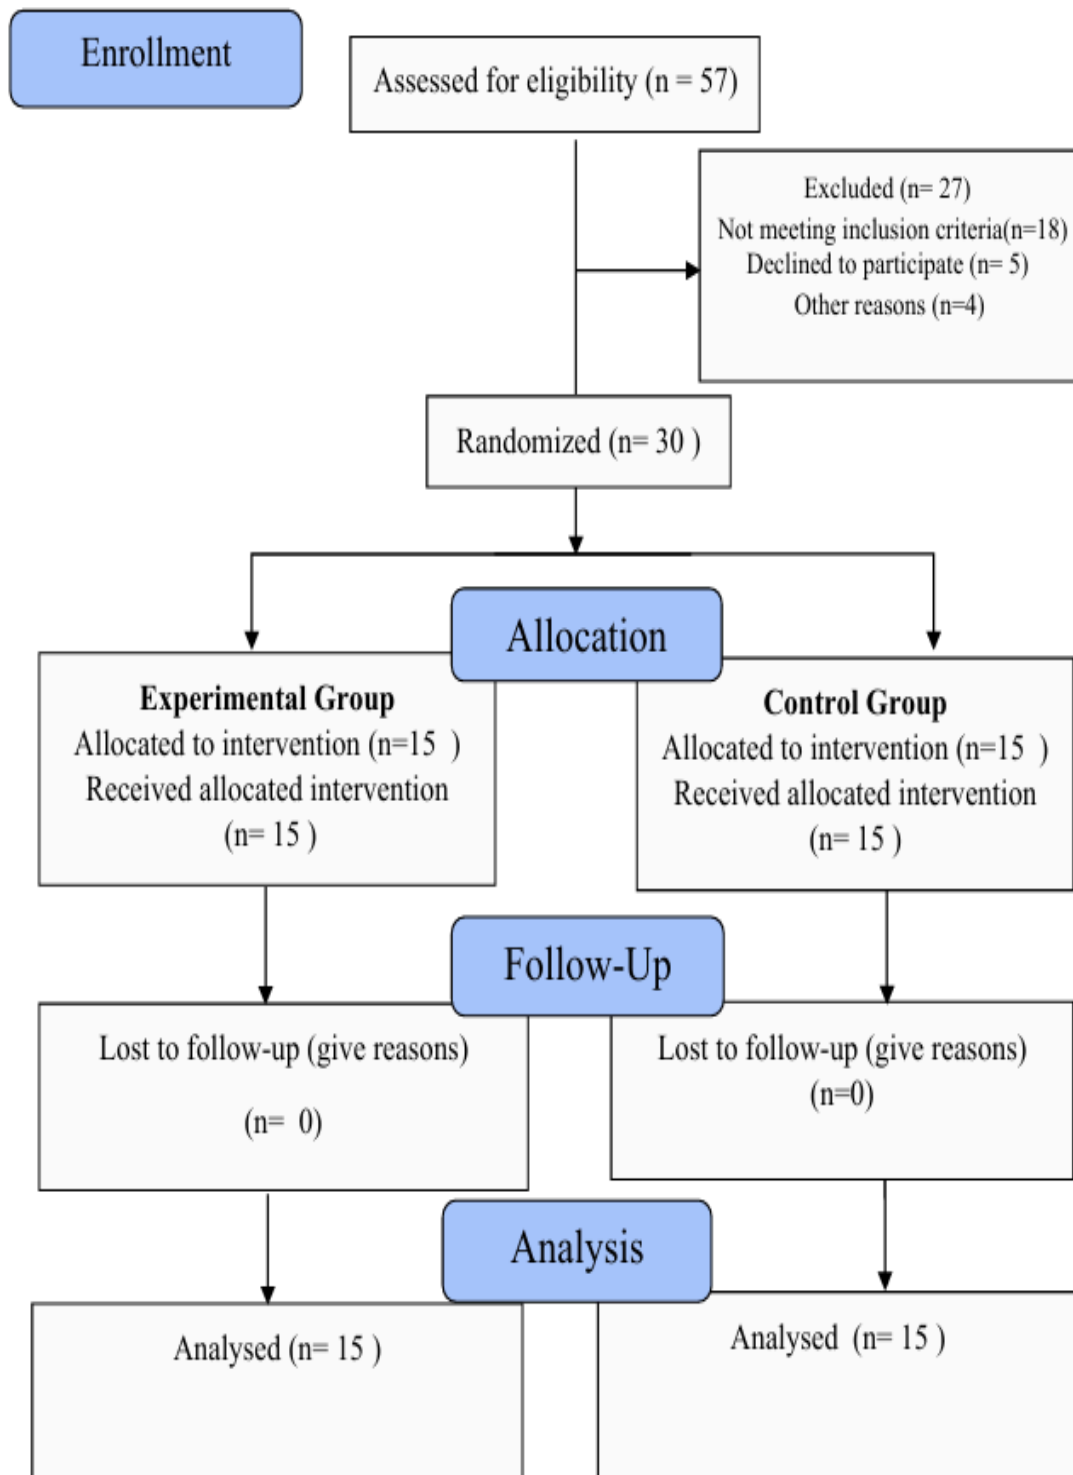 Enrollment
Assessed for eligibility (n = 57)
Excluded (n= 27)
Not meeting inclusion criteria(n=18)
Declined to participate (n= 5)
Other reasons (n=4)
Randomized (n= 30 )
Allocation
Experimental Group
Allocated to intervention (n=15 )
Received allocated intervention
(n= 15 )
Control Group
Allocated to intervention (n=15 )
Received allocated intervention
(n= 15 )
Follow-Up
Lost to follow-up (give reasons)
(n= 0)
Lost to follow-up (give reasons)
(n=0)
Analysis
Analysed (n= 15 )
Analysed (n= 15 )